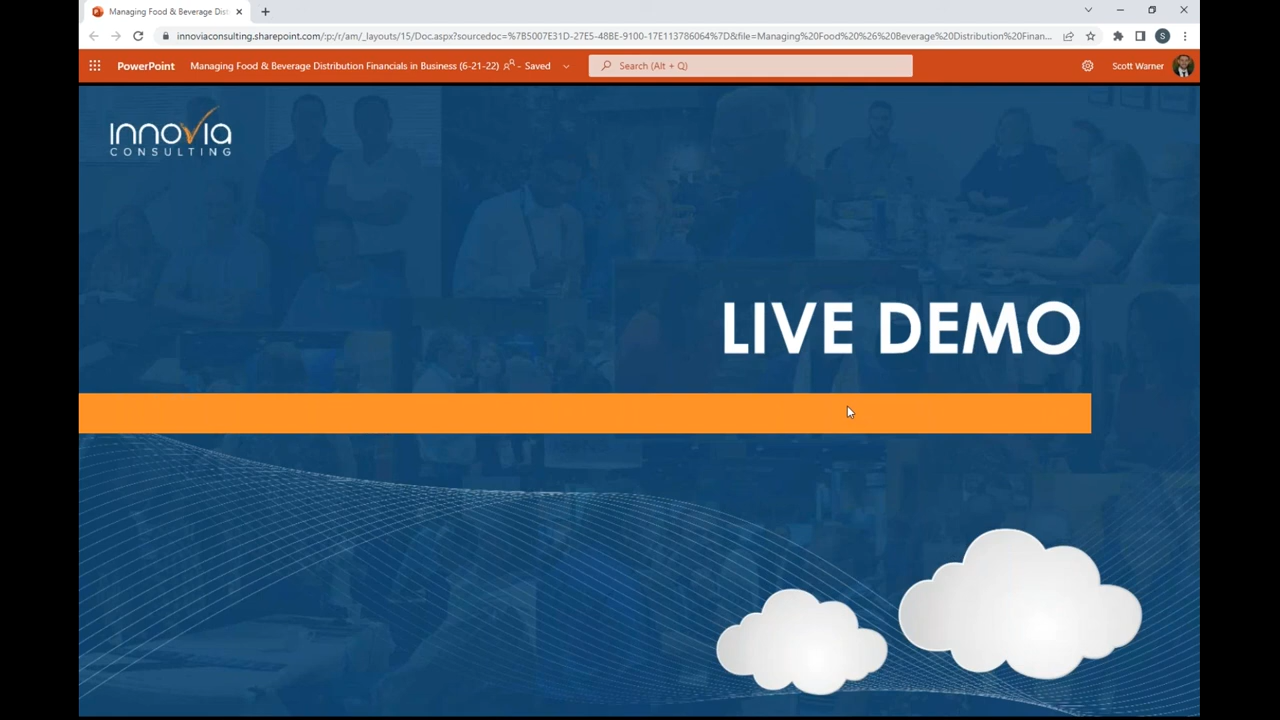 Managing Food & Beverage Dist
innoviaconsulting.sharepoint.com/:p:/r/am/_layouts/15/Doc.aspx?sourcedoc=%7B5007E31D-27E5-48BE-9100-17E113786064%7D&file=Managing%20Food%20%26%20Beverage%20Distribution%20Finan...
PowerPoint
Managing Food & Beverage Distribution Financials in Business (6-21-22) - Saved
Search (Alt + Q)
Scott Warner
S
INNOVIA
CONSULTING
LIVE DEMO